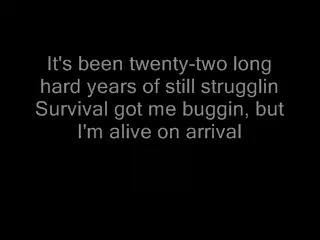 It's been twenty-two long
hard years of still strugglin
Survival got me buggin, but
I'm alive on arrival